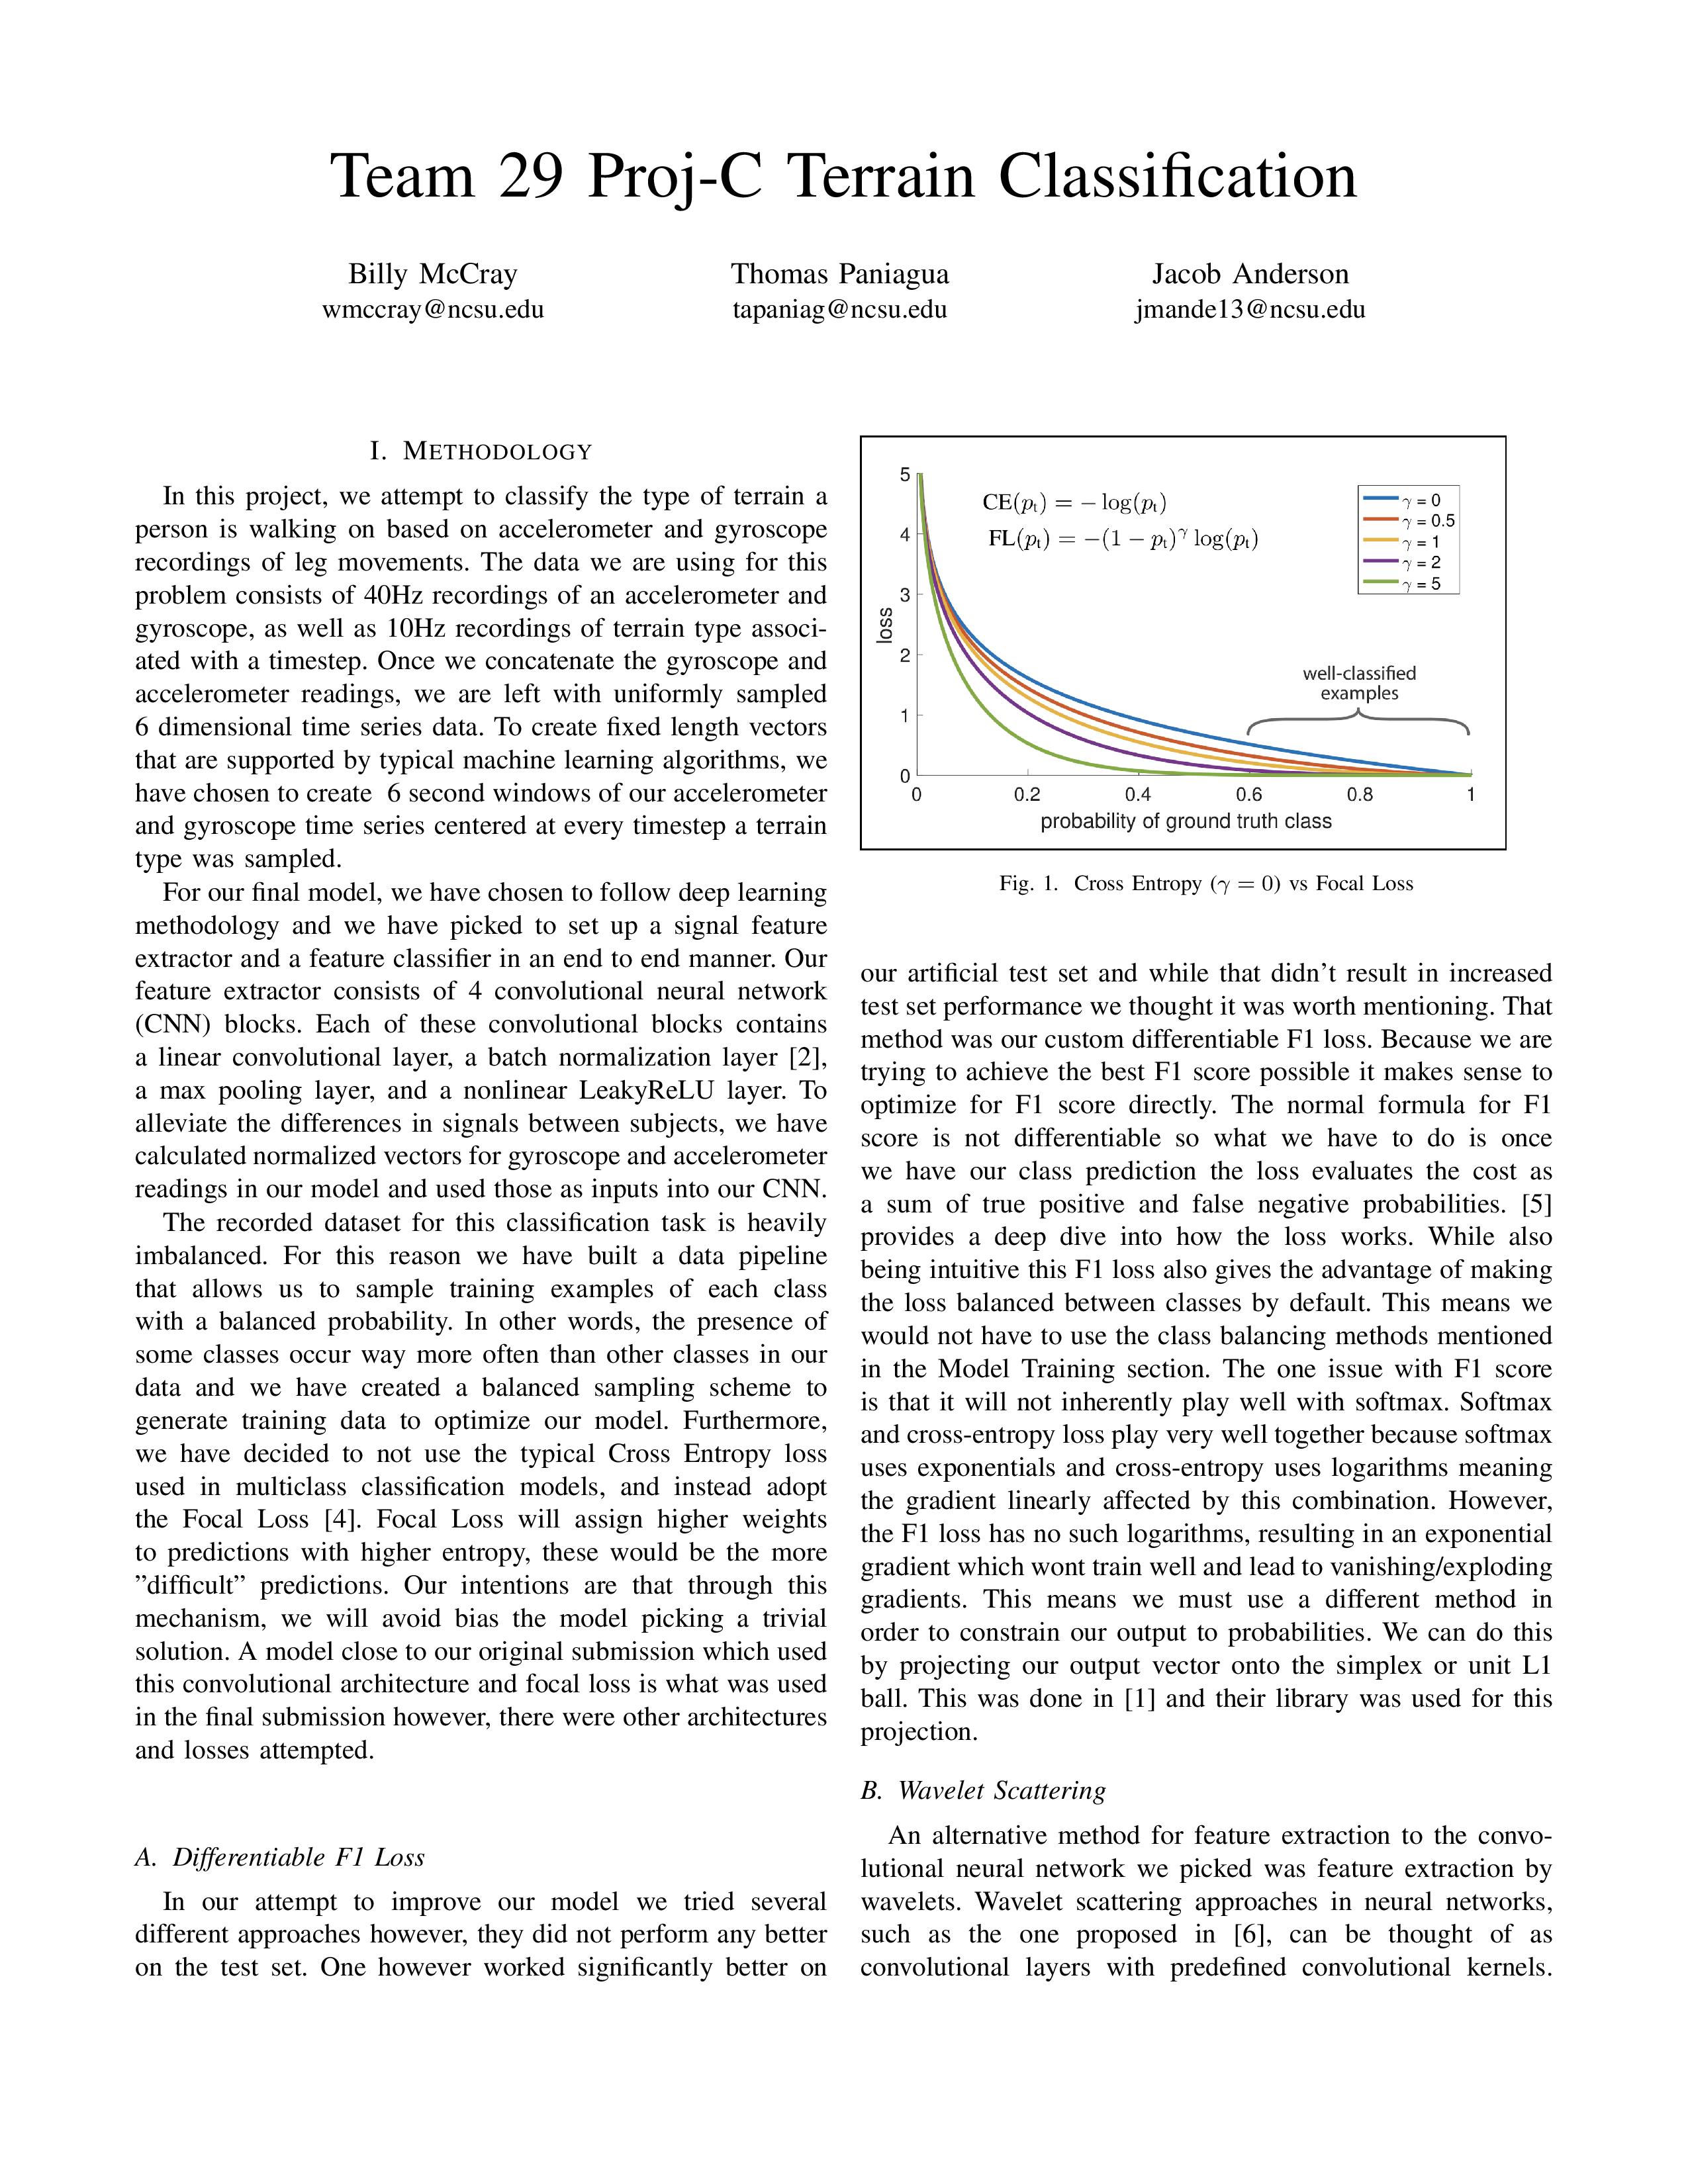 Team 29 Proj-C Terrain Classification
Billy McCray
wmccray@ncsu.edu
Thomas Paniagua
tapaniag@ncsu.edu
Jacob Anderson
jmande13@ncsu.edu
I. METHODOLOGY
In this project, we attempt to classify the type of terrain a
person is walking on based on accelerometer and gyroscope
recordings of leg movements. The data we are using for this
problem consists of 40Hz recordings of an accelerometer and
gyroscope, as well as 10Hz recordings of terrain type associ-
ated with a timestep. Once we concatenate the gyroscope and
accelerometer readings, we are left with uniformly sampled
6 dimensional time series data. To create fixed length vectors
that are supported by typical machine learning algorithms, we
have chosen to create 6 second windows of our accelerometer
and gyroscope time series centered at every timestep a terrain
type was sampled.
For our final model, we have chosen to follow deep learning
methodology and we have picked to set up a signal feature
extractor and a feature classifier in an end to end manner. Our
feature extractor consists of 4 convolutional neural network
(CNN) blocks. Each of these convolutional blocks contains
a linear convolutional layer, a batch normalization layer [2],
a max pooling layer, and a nonlinear LeakyReLU layer. To
alleviate the differences in signals between subjects, we have
calculated normalized vectors for gyroscope and accelerometer
readings in our model and used those as inputs into our CNN.
The recorded dataset for this classification task is heavily
imbalanced. For this reason we have built a data pipeline
that allows us to sample training examples of each class
with a balanced probability. In other words, the presence of
some classes occur way more often than other classes in our
data and we have created a balanced sampling scheme to
generate training data to optimize our model. Furthermore,
we have decided to not use the typical Cross Entropy loss
used in multiclass classification models, and instead adopt
the Focal Loss [4]. Focal Loss will assign higher weights
to predictions with higher entropy, these would be the more
”difficult” predictions. Our intentions are that through this
mechanism, we will avoid bias the model picking a trivial
solution. A model close to our original submission which used
this convolutional architecture and focal loss is what was used
in the final submission however, there were other architectures
and losses attempted.
A. Differentiable F1 Loss
In our attempt to improve our model we tried several
different approaches however, they did not perform any better
on the test set. One however worked significantly better on
5
4
3
2
1
0
loss
CE(pt) = − log(pt)
FL(pt) = −(1 − pt)^γ log(pt)
γ = 0
γ = 0.5
γ = 1
γ = 2
γ = 5
well-classified
examples
0 0.2 0.4 0.6 0.8 1
probability of ground truth class
Fig. 1. Cross Entropy (γ = 0) vs Focal Loss
our artificial test set and while that didn’t result in increased
test set performance we thought it was worth mentioning. That
method was our custom differentiable F1 loss. Because we are
trying to achieve the best F1 score possible it makes sense to
optimize for F1 score directly. The normal formula for F1
score is not differentiable so what we have to do is once
we have our class prediction the loss evaluates the cost as
a sum of true positive and false negative probabilities. [5]
provides a deep dive into how the loss works. While also
being intuitive this F1 loss also gives the advantage of making
the loss balanced between classes by default. This means we
would not have to use the class balancing methods mentioned
in the Model Training section. The one issue with F1 score
is that it will not inherently play well with softmax. Softmax
and cross-entropy loss play very well together because softmax
uses exponentials and cross-entropy uses logarithms meaning
the gradient linearly affected by this combination. However,
the F1 loss has no such logarithms, resulting in an exponential
gradient which wont train well and lead to vanishing/exploding
gradients. This means we must use a different method in
order to constrain our output to probabilities. We can do this
by projecting our output vector onto the simplex or unit L1
ball. This was done in [1] and their library was used for this
projection.
B. Wavelet Scattering
An alternative method for feature extraction to the convo-
lutional neural network we picked was feature extraction by
wavelets. Wavelet scattering approaches in neural networks,
such as the one proposed in [6], can be thought of as
convolutional layers with predefined convolutional kernels.